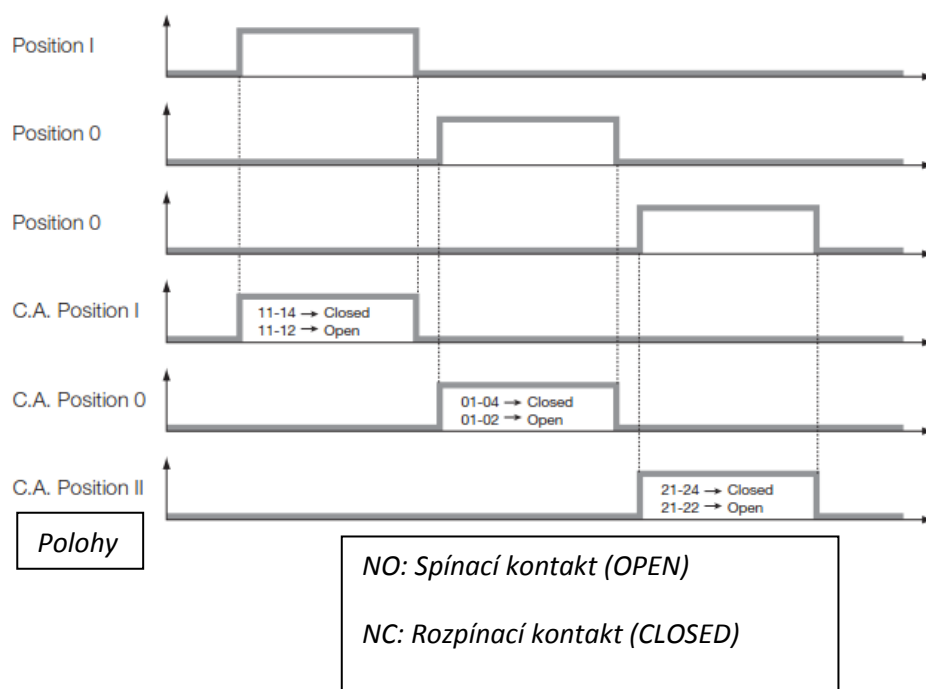 Position I
Position 0
Position 0
C.A. Position I
11-14 → Closed
11-12 → Open
C.A. Position 0
01-04 → Closed
01-02 → Open
C.A. Position II
21-24 → Closed
21-22 → Open
Polohy
NO: Spínací kontakt (OPEN)
NC: Rozpínací kontakt (CLOSED)